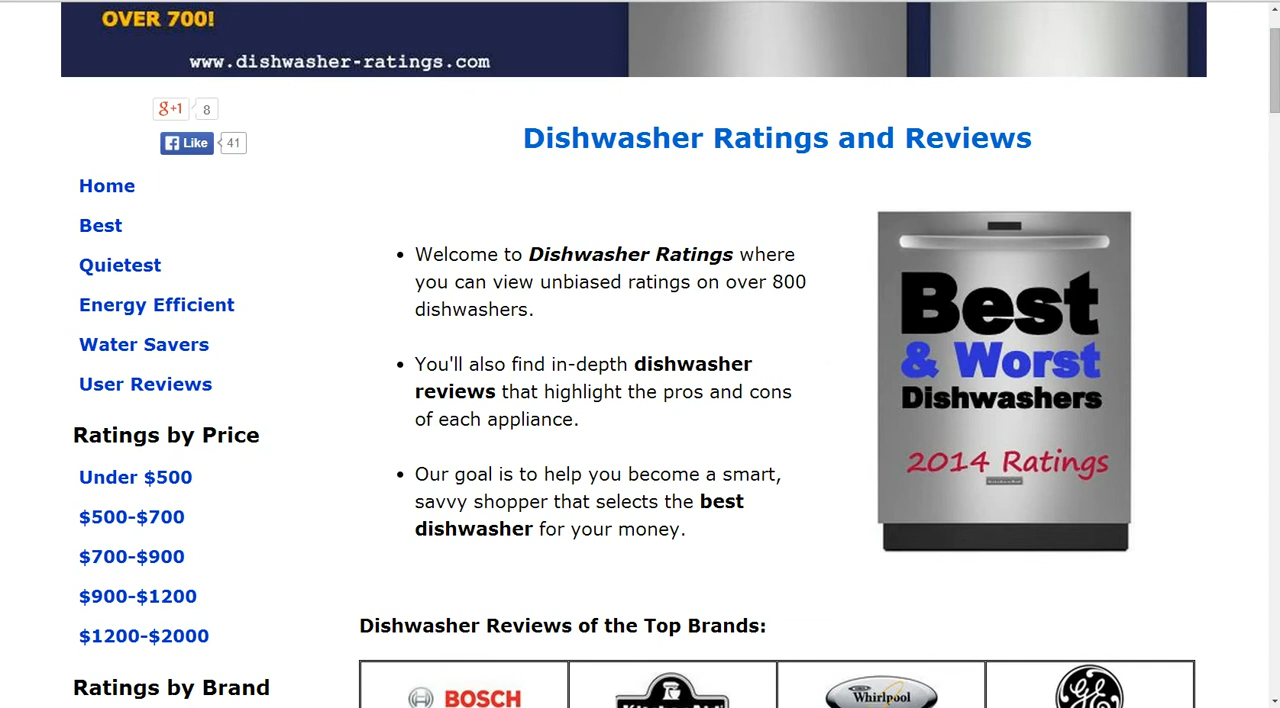 OVER 700!
www.dishwasher-ratings.com
g+1 8
Like 41
Home
Best
Quietest
Energy Efficient
Water Savers
User Reviews
Ratings by Price
Under $500
$500-$700
$700-$900
$900-$1200
$1200-$2000
Ratings by Brand
Dishwasher Ratings and Reviews
• Welcome to Dishwasher Ratings where
you can view unbiased ratings on over 800
dishwashers.
• You'll also find in-depth dishwasher
reviews that highlight the pros and cons
of each appliance.
• Our goal is to help you become a smart,
savvy shopper that selects the best
dishwasher for your money.
Best
& Worst
Dishwashers
2014 Ratings
Dishwasher Reviews of the Top Brands:
BOSCH
KitchenAid
Whirlpool
GE